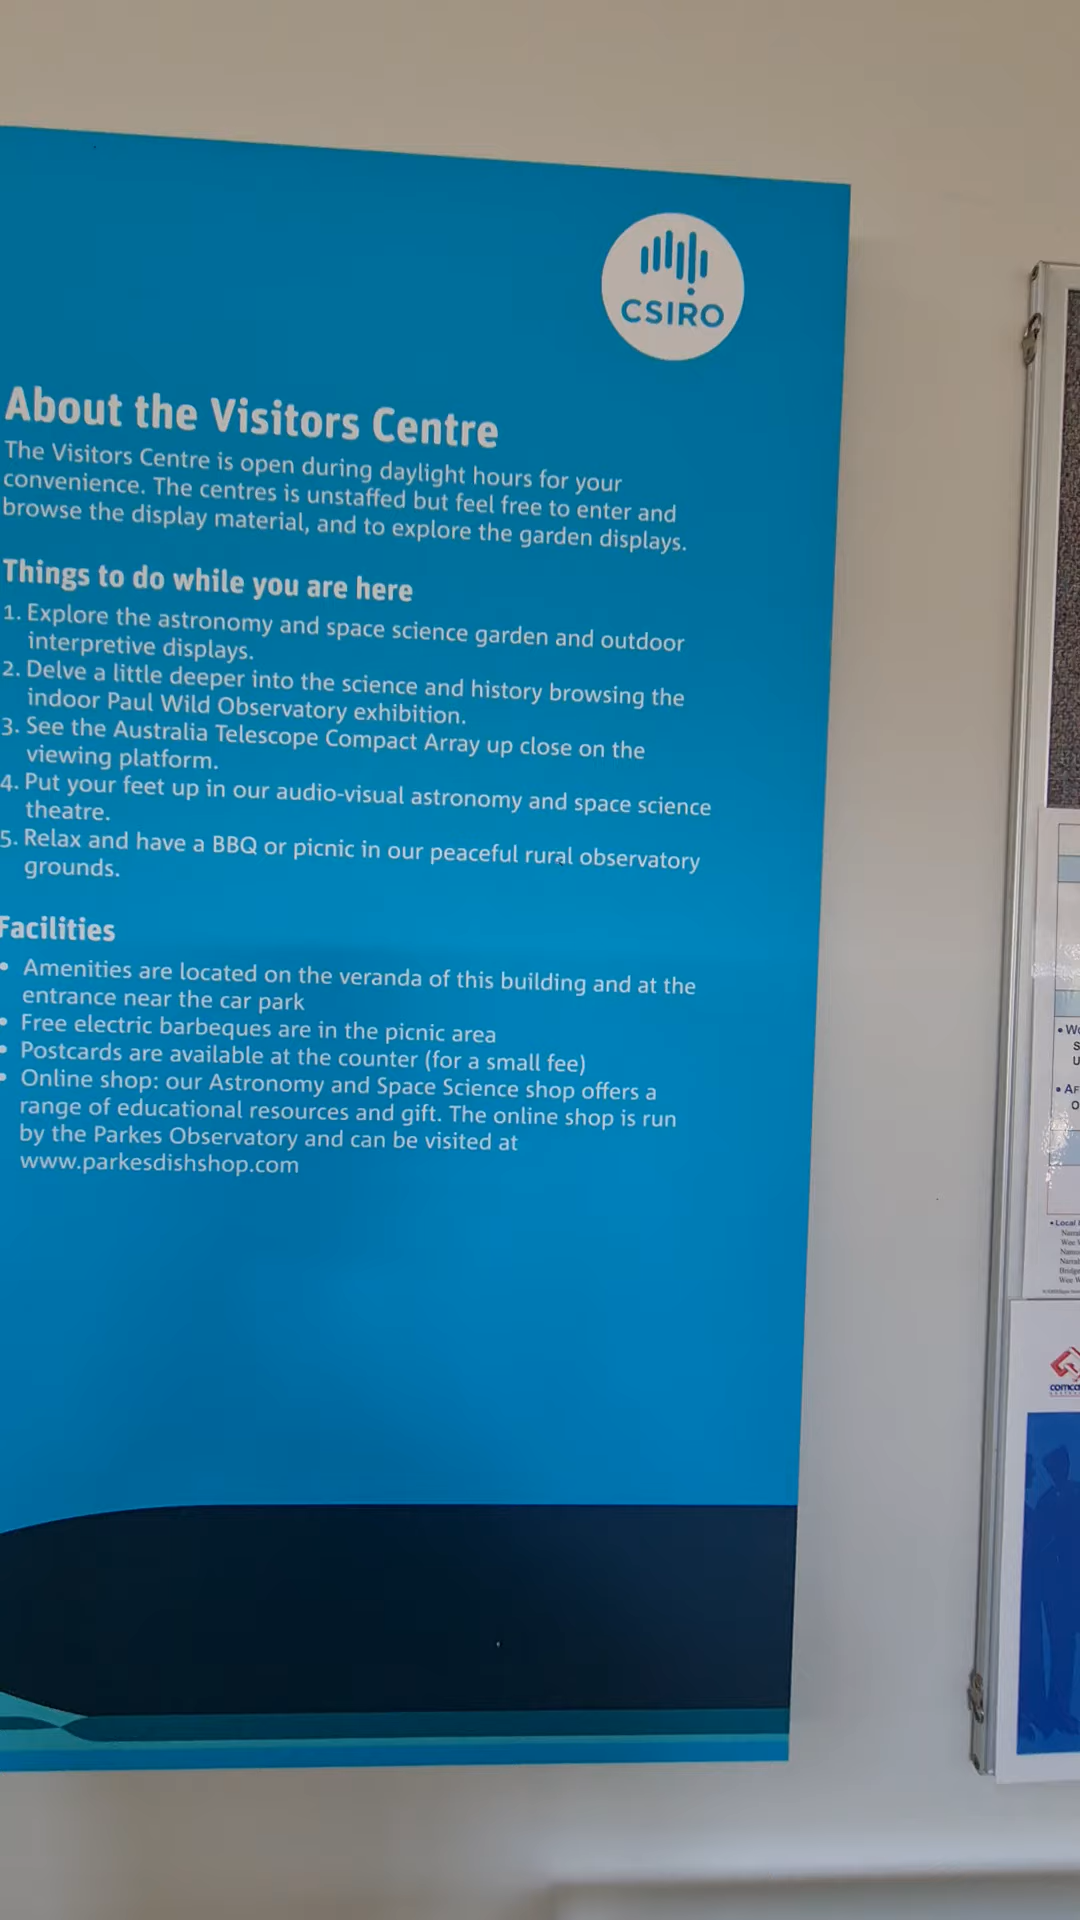 CSIRO
About the Visitors Centre
The Visitors Centre is open during daylight hours for your
convenience. The centres is unstaffed but feel free to enter and
browse the display material, and to explore the garden displays.
Things to do while you are here
1. Explore the astronomy and space science garden and outdoor
interpretive displays.
2. Delve a little deeper into the science and history browsing the
indoor Paul Wild Observatory exhibition.
3. See the Australia Telescope Compact Array up close on the
viewing platform.
4. Put your feet up in our audio-visual astronomy and space science
theatre.
5. Relax and have a BBQ or picnic in our peaceful rural observatory
grounds.
Facilities
• Amenities are located on the veranda of this building and at the
entrance near the car park
• Free electric barbeques are in the picnic area
• Postcards are available at the counter (for a small fee)
• Online shop: our Astronomy and Space Science shop offers a
range of educational resources and gift. The online shop is run
by the Parkes Observatory and can be visited at
www.parkesdishshop.com
• Local